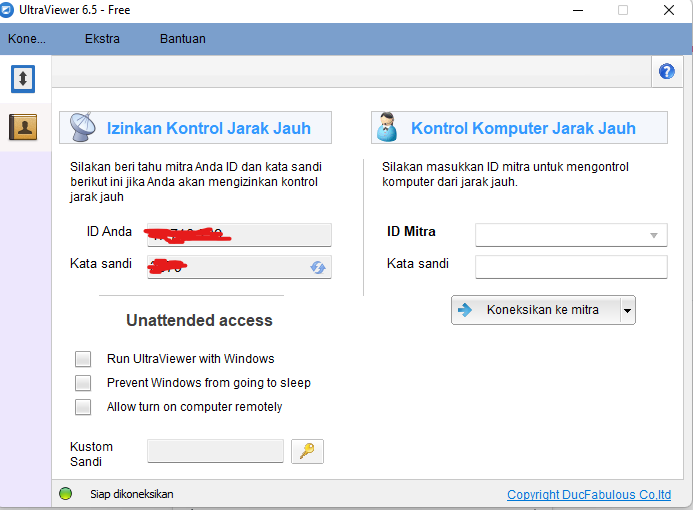 UltraViewer 6.5 - Free
Kone...
Ekstra
Bantuan
Izinkan Kontrol Jarak Jauh
Silakan beri tahu mitra Anda ID dan kata sandi
berikut ini jika Anda akan mengizinkan kontrol
jarak jauh
ID Anda
Kata sandi
Unattended access
Run UltraViewer with Windows
Prevent Windows from going to sleep
Allow turn on computer remotely
Kustom
Sandi
Kontrol Komputer Jarak Jauh
Silakan masukkan ID mitra untuk mengontrol
komputer dari jarak jauh.
ID Mitra
Kata sandi
Koneksikan ke mitra
Siap dikoneksikan
Copyright DucFabulous Co,ltd